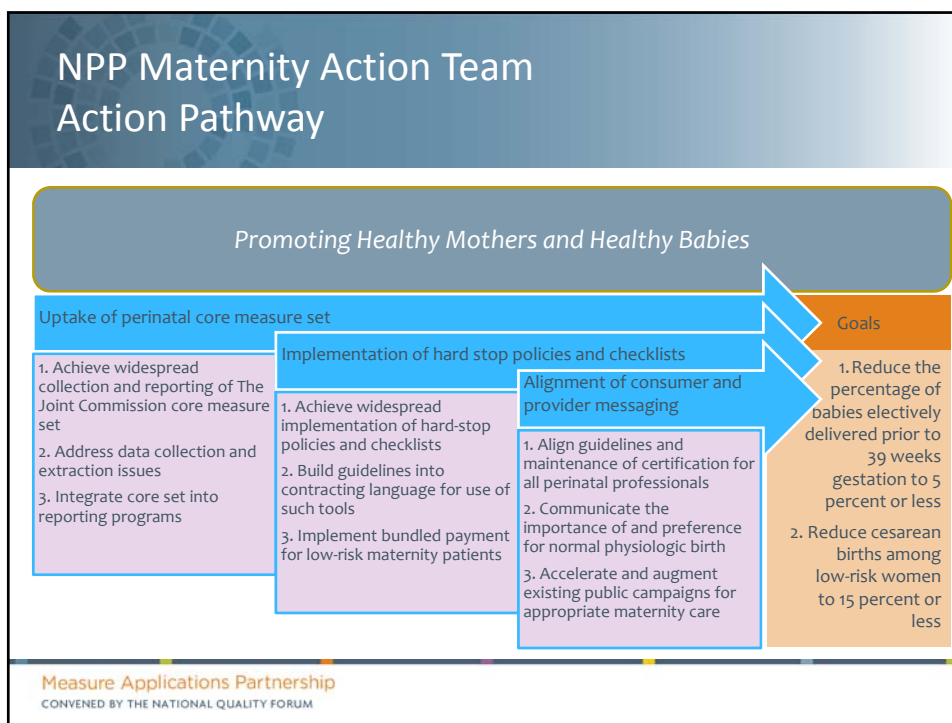 NPP Maternity Action Team
Action Pathway
Promoting Healthy Mothers and Healthy Babies
Uptake of perinatal core measure set
1. Achieve widespread
collection and reporting of The
Joint Commission core measure
set
2. Address data collection and
extraction issues
3. Integrate core set into
reporting programs
Implementation of hard stop policies and checklists
1. Achieve widespread
implementation of hard-stop
policies and checklists
2. Build guidelines into
contracting language for use of
such tools
3. Implement bundled payment
for low-risk maternity patients
Alignment of consumer and
provider messaging
1. Align guidelines and
maintenance of certification for
all perinatal professionals
2. Communicate the
importance of and preference
for normal physiologic birth
3. Accelerate and augment
existing public campaigns for
appropriate maternity care
Goals
1. Reduce the
percentage of
babies electively
delivered prior to
39 weeks
gestation to 5
percent or less
2. Reduce cesarean
births among
low-risk women
to 15 percent or
less
Measure Applications Partnership
CONVENED BY THE NATIONAL QUALITY FORUM